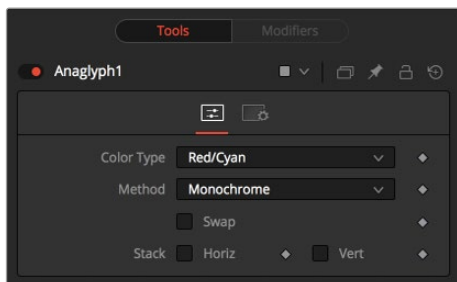 Tools Modifiers
Anaglyph1
Color Type Red/Cyan
Method Monochrome
Swap
Stack Horiz Vert